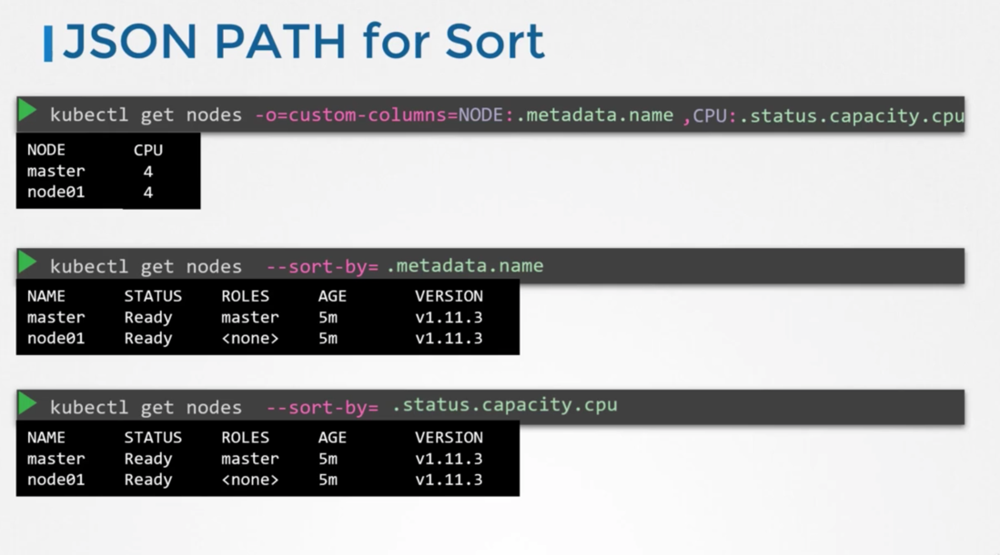 JSON PATH for Sort
kubectl get nodes -o=custom-columns=NODE:.metadata.name ,CPU:.status.capacity.cpu
NODE CPU
master 4
node01 4
kubectl get nodes --sort-by= .metadata.name
NAME STATUS ROLES AGE VERSION
master Ready master 5m v1.11.3
node01 Ready <none> 5m v1.11.3
kubectl get nodes --sort-by= .status.capacity.cpu
NAME STATUS ROLES AGE VERSION
master Ready master 5m v1.11.3
node01 Ready <none> 5m v1.11.3